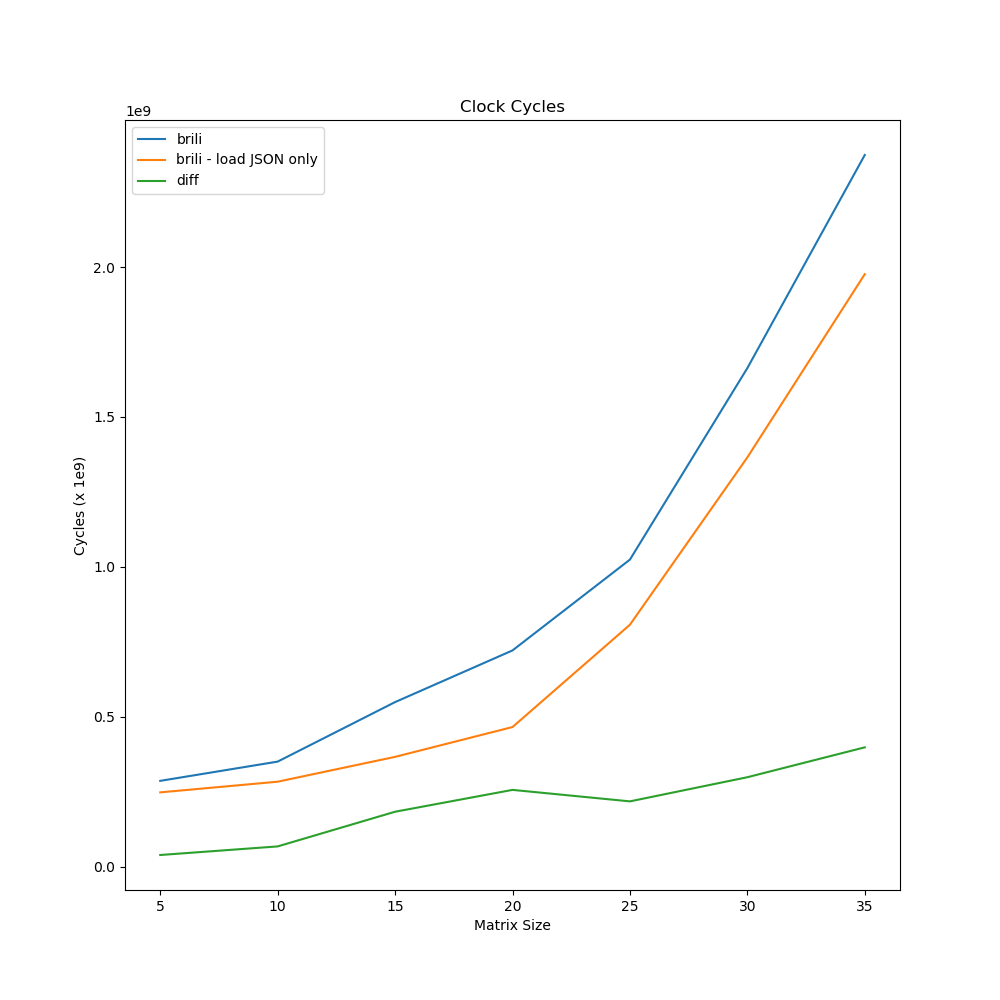 Clock Cycles
1e9
brili
brili - load JSON only
diff
2.0
1.5
1.0
0.5
0.0
Cycles (x 1e9)
5 10 15 20 25 30 35
Matrix Size